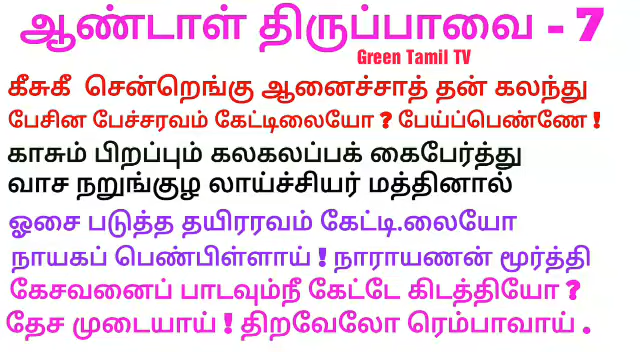 ஆண்டாள் திருப்பாவை - 7
Green Tamil TV
கீசுகீ சென்றெங்கு ஆனைச்சாத் தன் கலந்து
பேசின பேச்சரவம் கேட்டிலையோ ? பேய்ப்பெண்ணே !
காசும் பிறப்பும் கலகலப்பக் கைபேர்த்து
வாச நறுங்குழ லாய்ச்சியர் மத்தினால்
ஓசை படுத்த தயிரரவம் கேட்டி.லையோ
நாயகப் பெண்பிள்ளாய் ! நாராயணன் மூர்த்தி
கேசவனைப் பாடவும்நீ கேட்டே கிடத்தியோ ?
தேச முடையாய் ! திறவேலோ ரெம்பாவாய் .